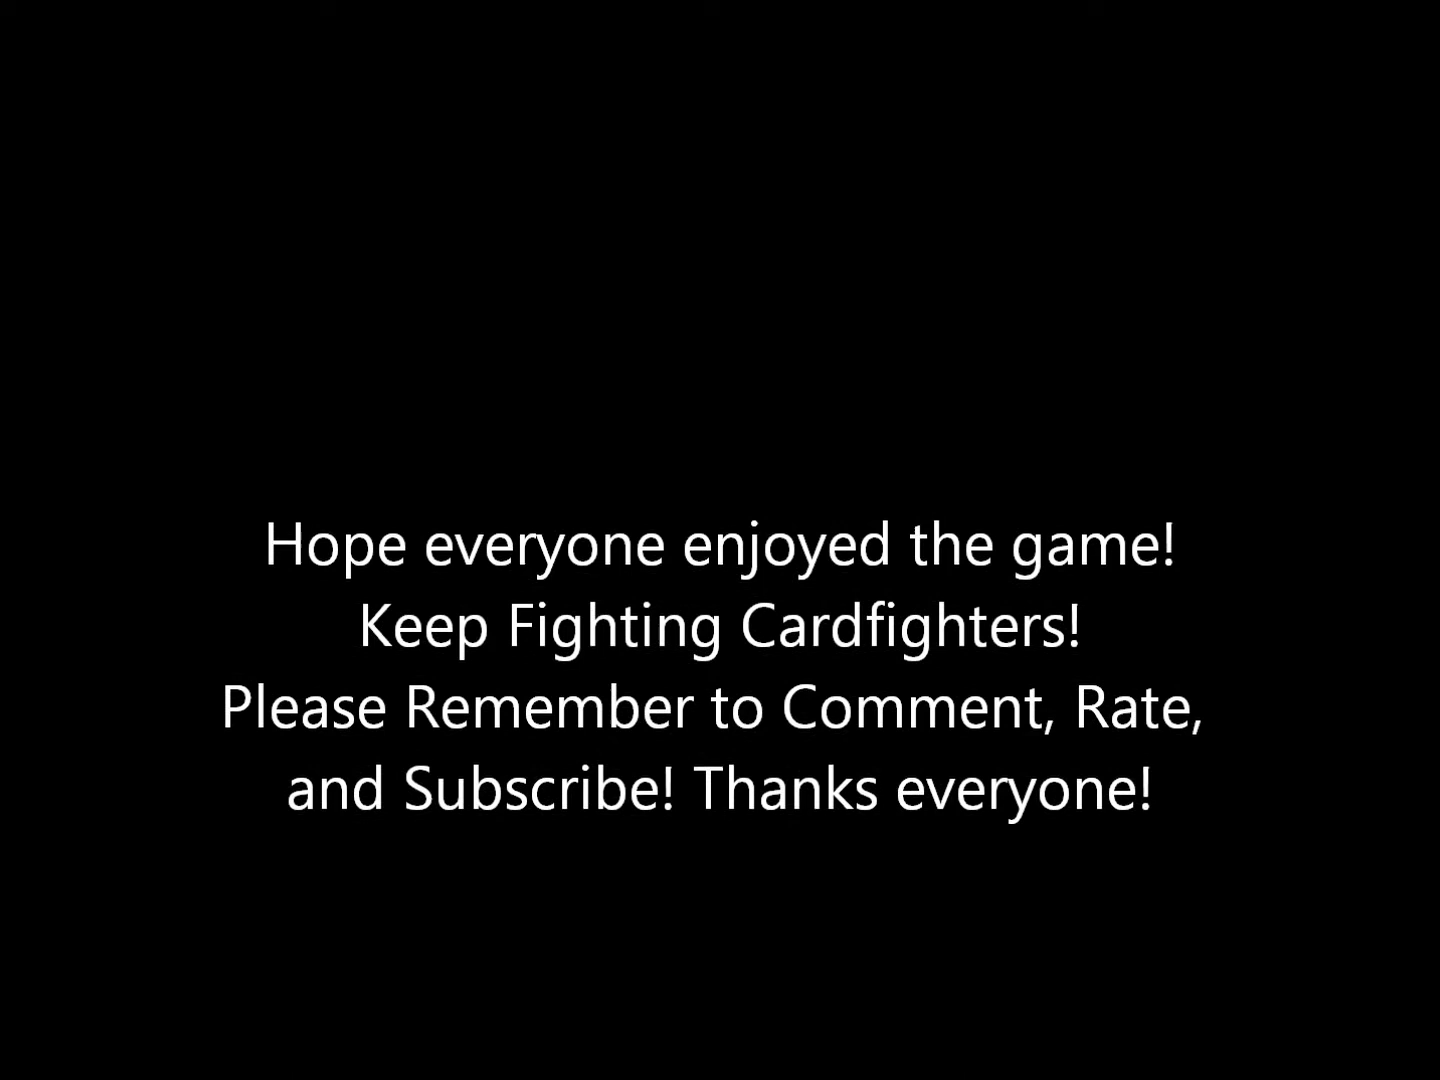 Hope everyone enjoyed the game!
Keep Fighting Cardfighters!
Please Remember to Comment, Rate,
and Subscribe! Thanks everyone!